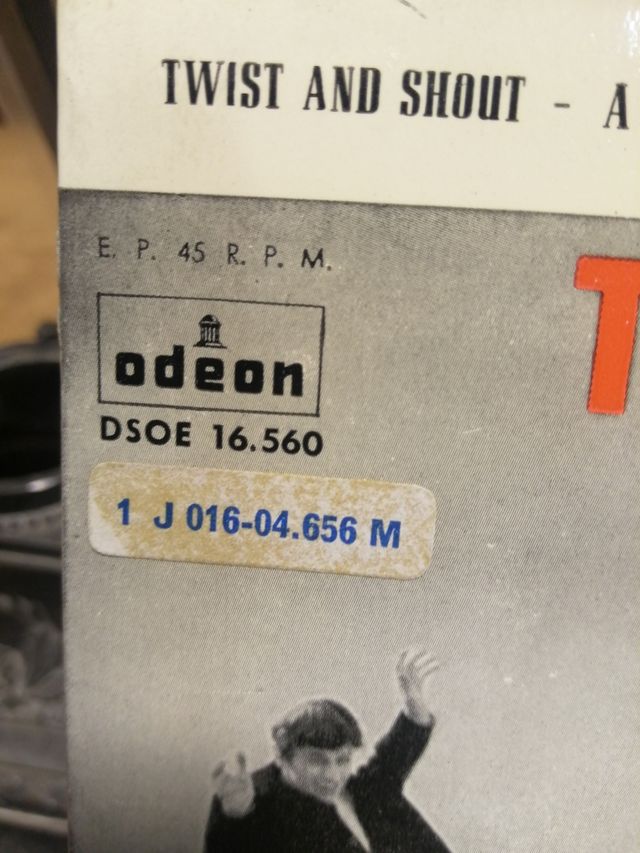 TWIST AND SHOUT - A
E. P. 45 R. P. M.
odeon
DSOE 16.560
1 J 016-04.656 M
T